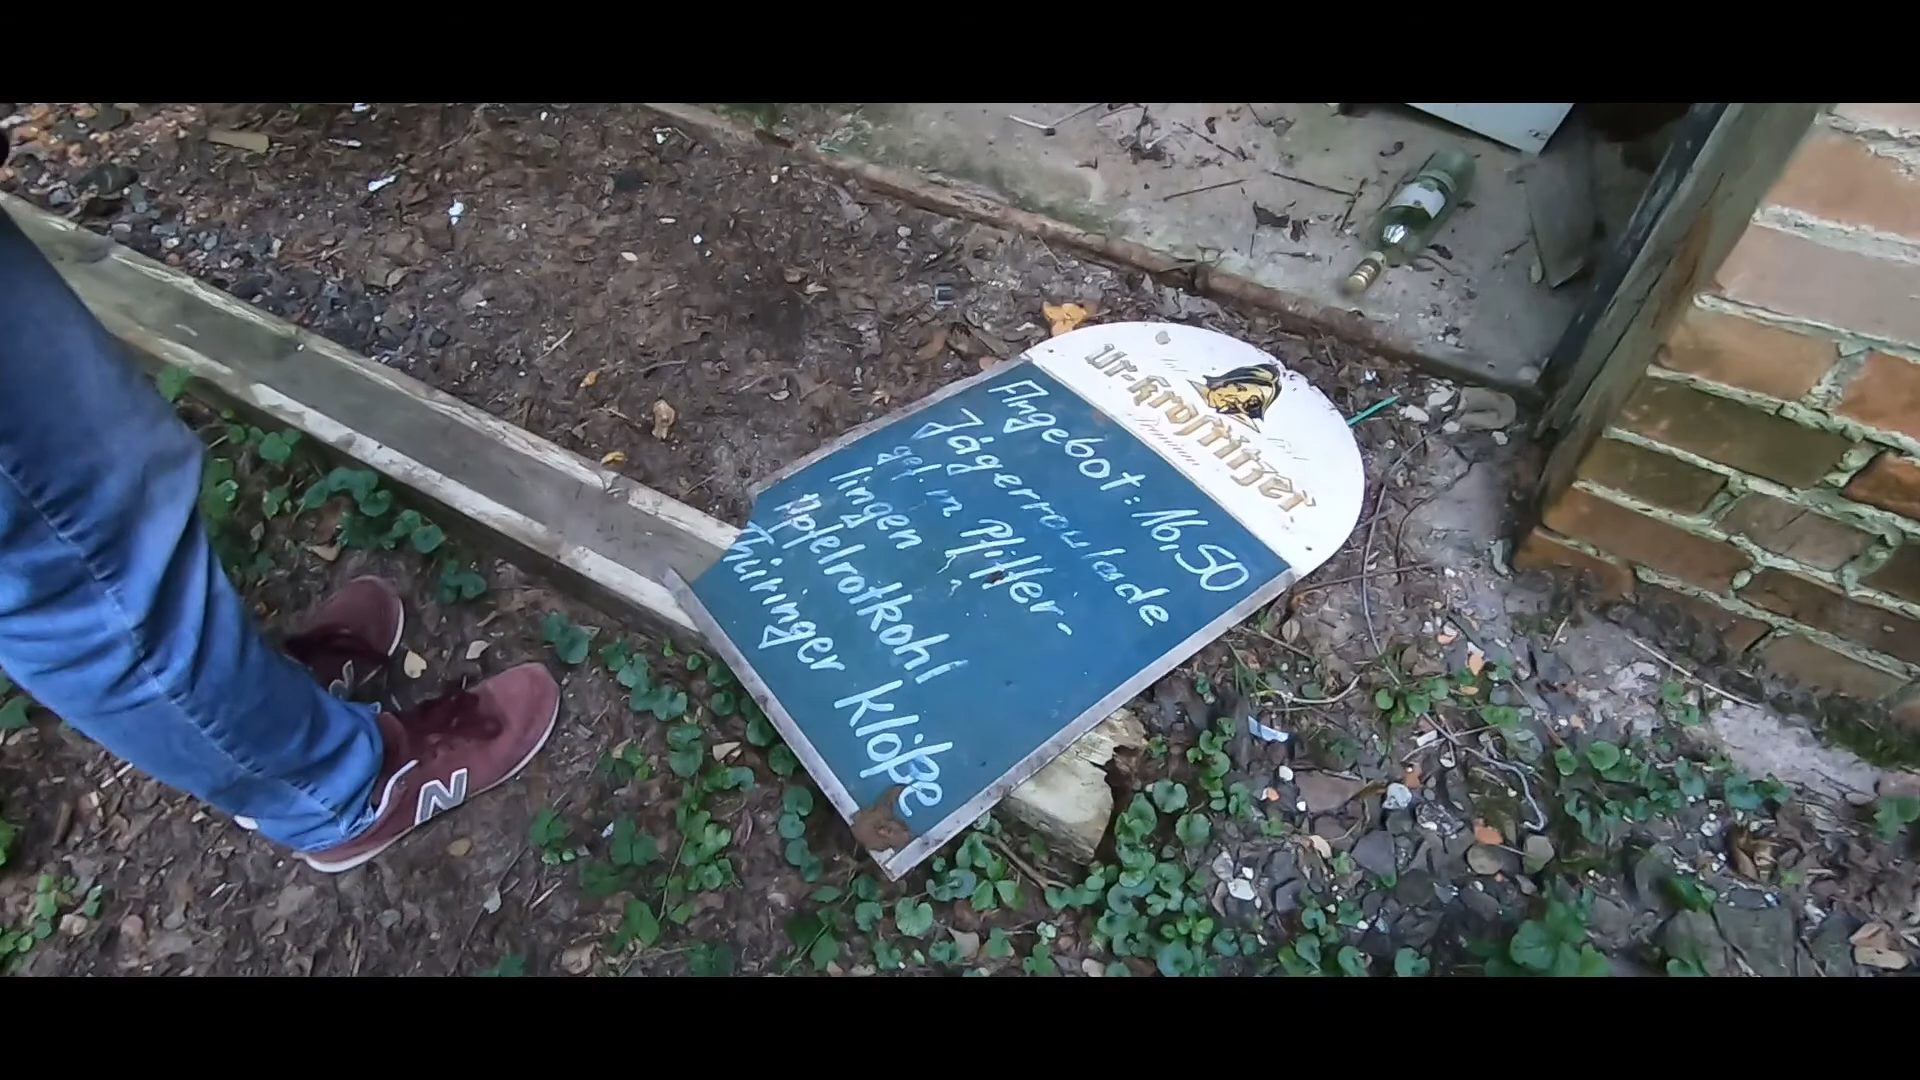 Ur-Krostitzer
Angebot: 16,50
Jägerroulade
gef. m Pfiffer-
lingen
Apfelrotkohl
Thüringer Klöße
N